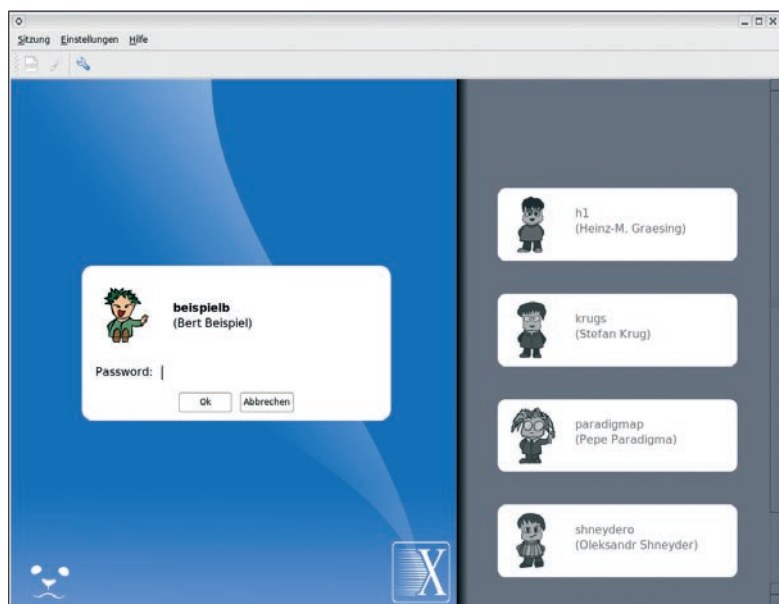 Sitzung Einstellungen Hilfe
beispielb
(Bert Beispiel)
Password:
Ok Abbrechen
h1
(Heinz-M. Graesing)
krugs
(Stefan Krug)
paradigmap
(Pepe Paradigma)
shneydero
(Oleksandr Shneyder)
X